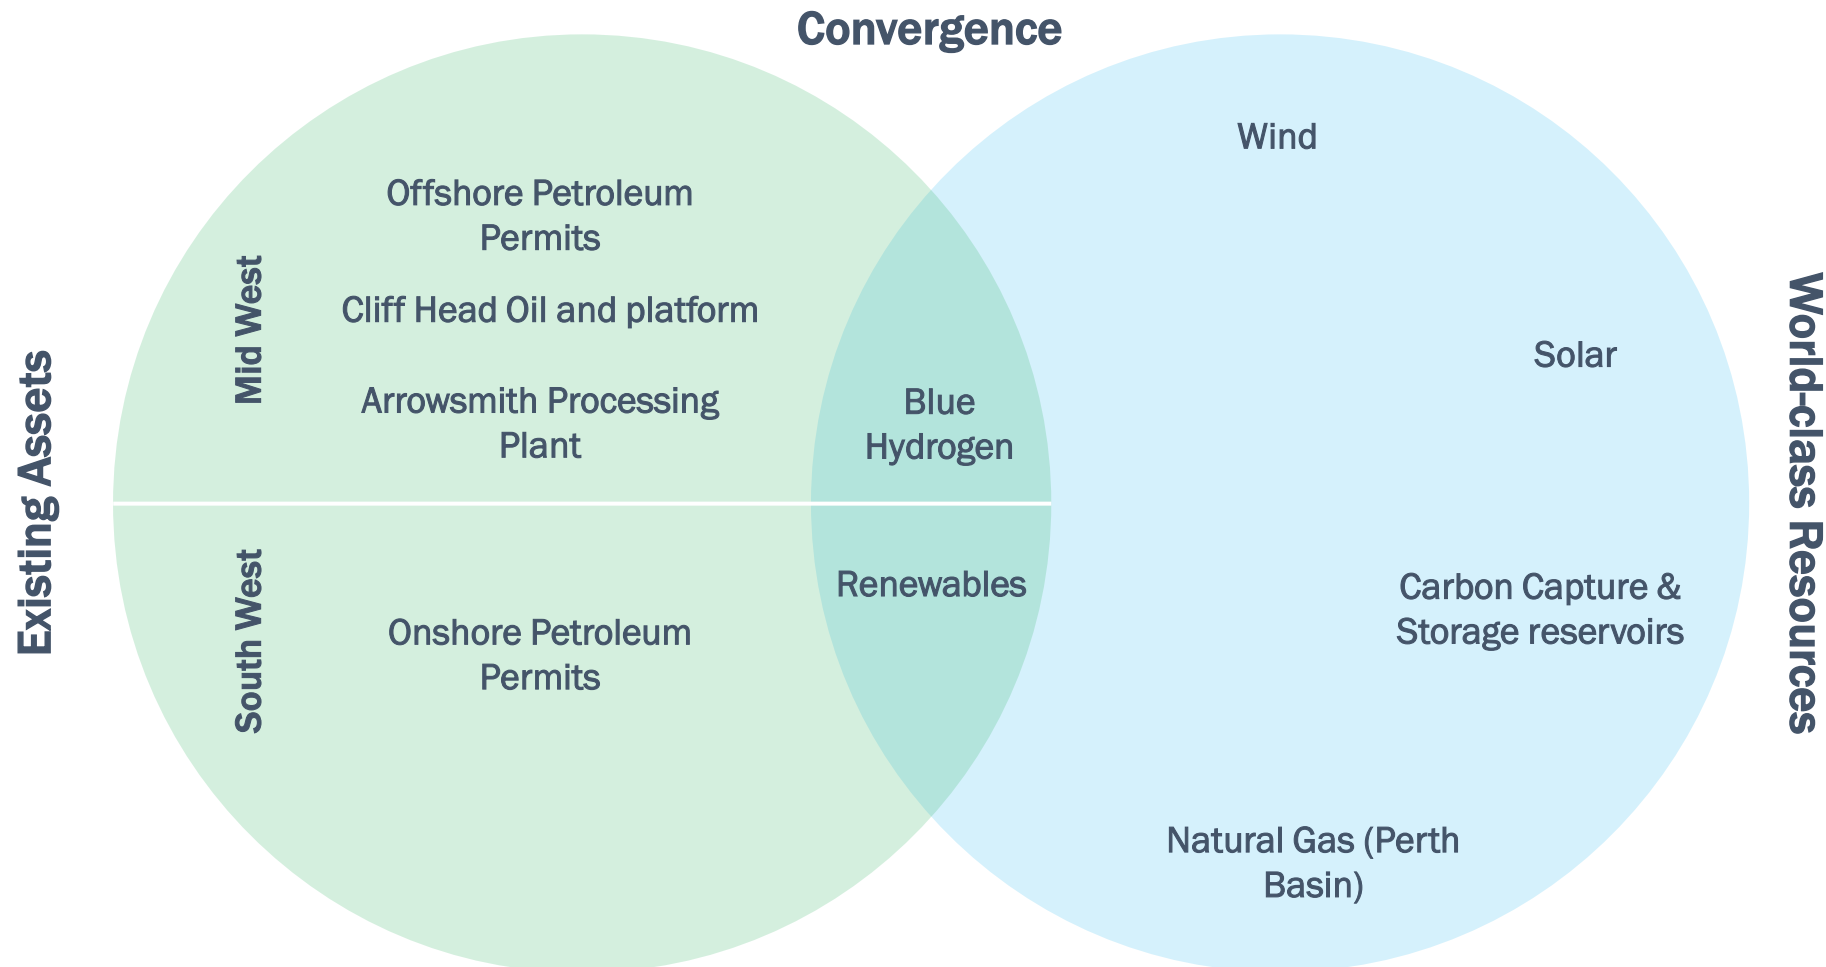 Convergence
Existing Assets
Mid West
Offshore Petroleum
Permits
Cliff Head Oil and platform
Arrowsmith Processing
Plant
South West
Onshore Petroleum
Permits
Blue
Hydrogen
Renewables
Wind
Solar
Carbon Capture &
Storage reservoirs
Natural Gas (Perth
Basin)
World-class Resources